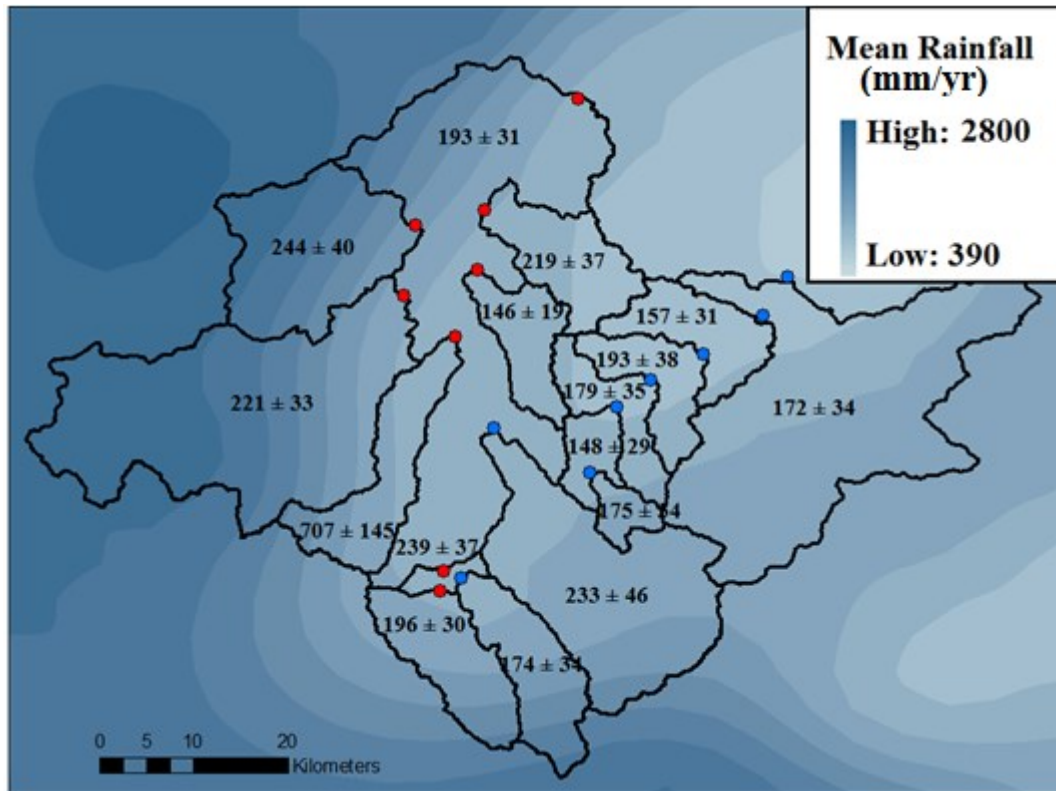 Mean Rainfall
(mm/yr)
High: 2800
Low: 390
193 ± 31
244 ± 40
219 ± 37
146 ± 19
157 ± 31
193 ± 38
179 ± 35
221 ± 33
172 ± 34
148 ± 29
175 ± 34
707 ± 145
239 ± 37
233 ± 46
196 ± 30
174 ± 34
0 5 10 20
Kilometers